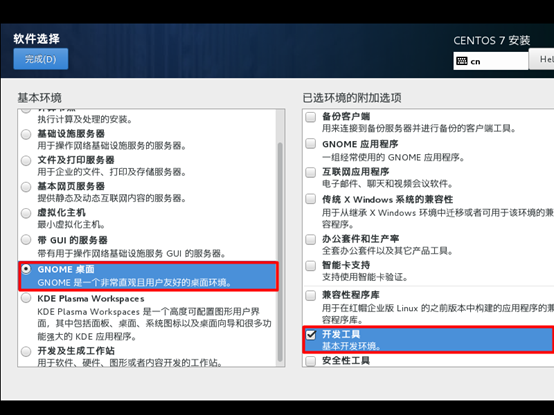 软件选择
完成(D)
CENTOS 7 安装
cn
Hel
基本环境
执行计算及处理的安装。
基础设施服务器
用于操作网络基础设施服务的服务器。
文件及打印服务器
用于企业的文件、打印及存储服务器。
基本网页服务器
提供静态及动态互联网内容的服务器。
虚拟化主机
最小虚拟化主机。
带 GUI 的服务器
带有用于操作网络基础设施服务 GUI 的服务器。
GNOME 桌面
GNOME 是一个非常直观且用户友好的桌面环境。
KDE Plasma Workspaces
KDE Plasma Workspaces 是一个高度可配置图形用户界
面，其中包括面板、桌面、系统图标以及桌面向导和很多功
能强大的 KDE 应用程序。
开发及生成工作站
用于软件、硬件、图形或者内容开发的工作站。
已选环境的附加选项
备份客户端
用来连接到备份服务器并进行备份的客户端工具。
GNOME 应用程序
一组经常使用的 GNOME 应用程序。
互联网应用程序
电子邮件、聊天和视频会议软件。
传统 X Windows 系统的兼容性
用于从继承 X Windows 环境中迁移或者可用于该环境的兼
容程序。
办公套件和生产率
全套办公套件以及其它产品工具。
智能卡支持
支持使用智能卡验证。
兼容性程序库
用于在红帽企业版 Linux 的之前版本中构建的应用程序的兼
容程序库。
开发工具
基本开发环境。
安全性工具